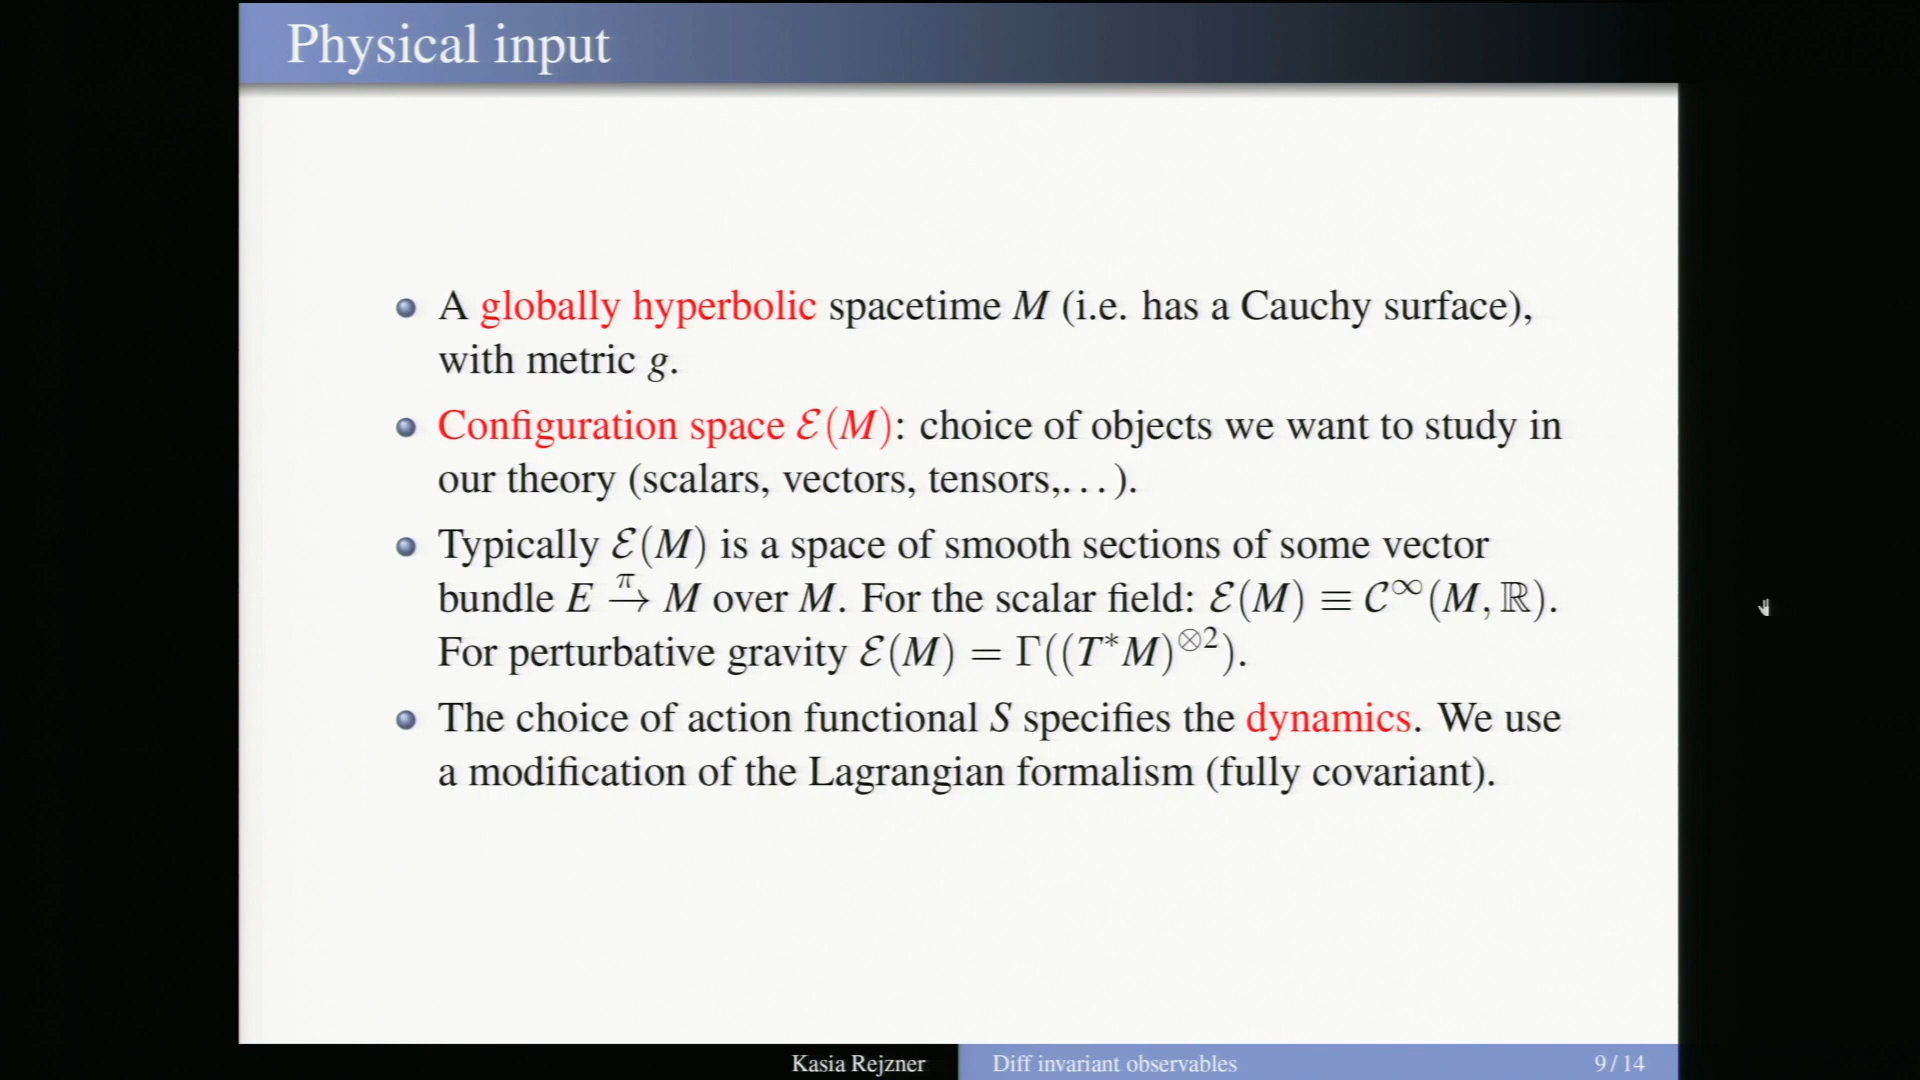 Physical input
A globally hyperbolic spacetime M (i.e. has a Cauchy surface),
with metric g.
Configuration space ℰ(M): choice of objects we want to study in
our theory (scalars, vectors, tensors,...).
Typically ℰ(M) is a space of smooth sections of some vector
bundle E →^π M over M. For the scalar field: ℰ(M) ≡ 𝒞^∞(M, ℝ).
For perturbative gravity ℰ(M) = Γ((T*M)^⊗2).
The choice of action functional S specifies the dynamics. We use
a modification of the Lagrangian formalism (fully covariant).
Kasia Rejzner Diff invariant observables 9 / 14